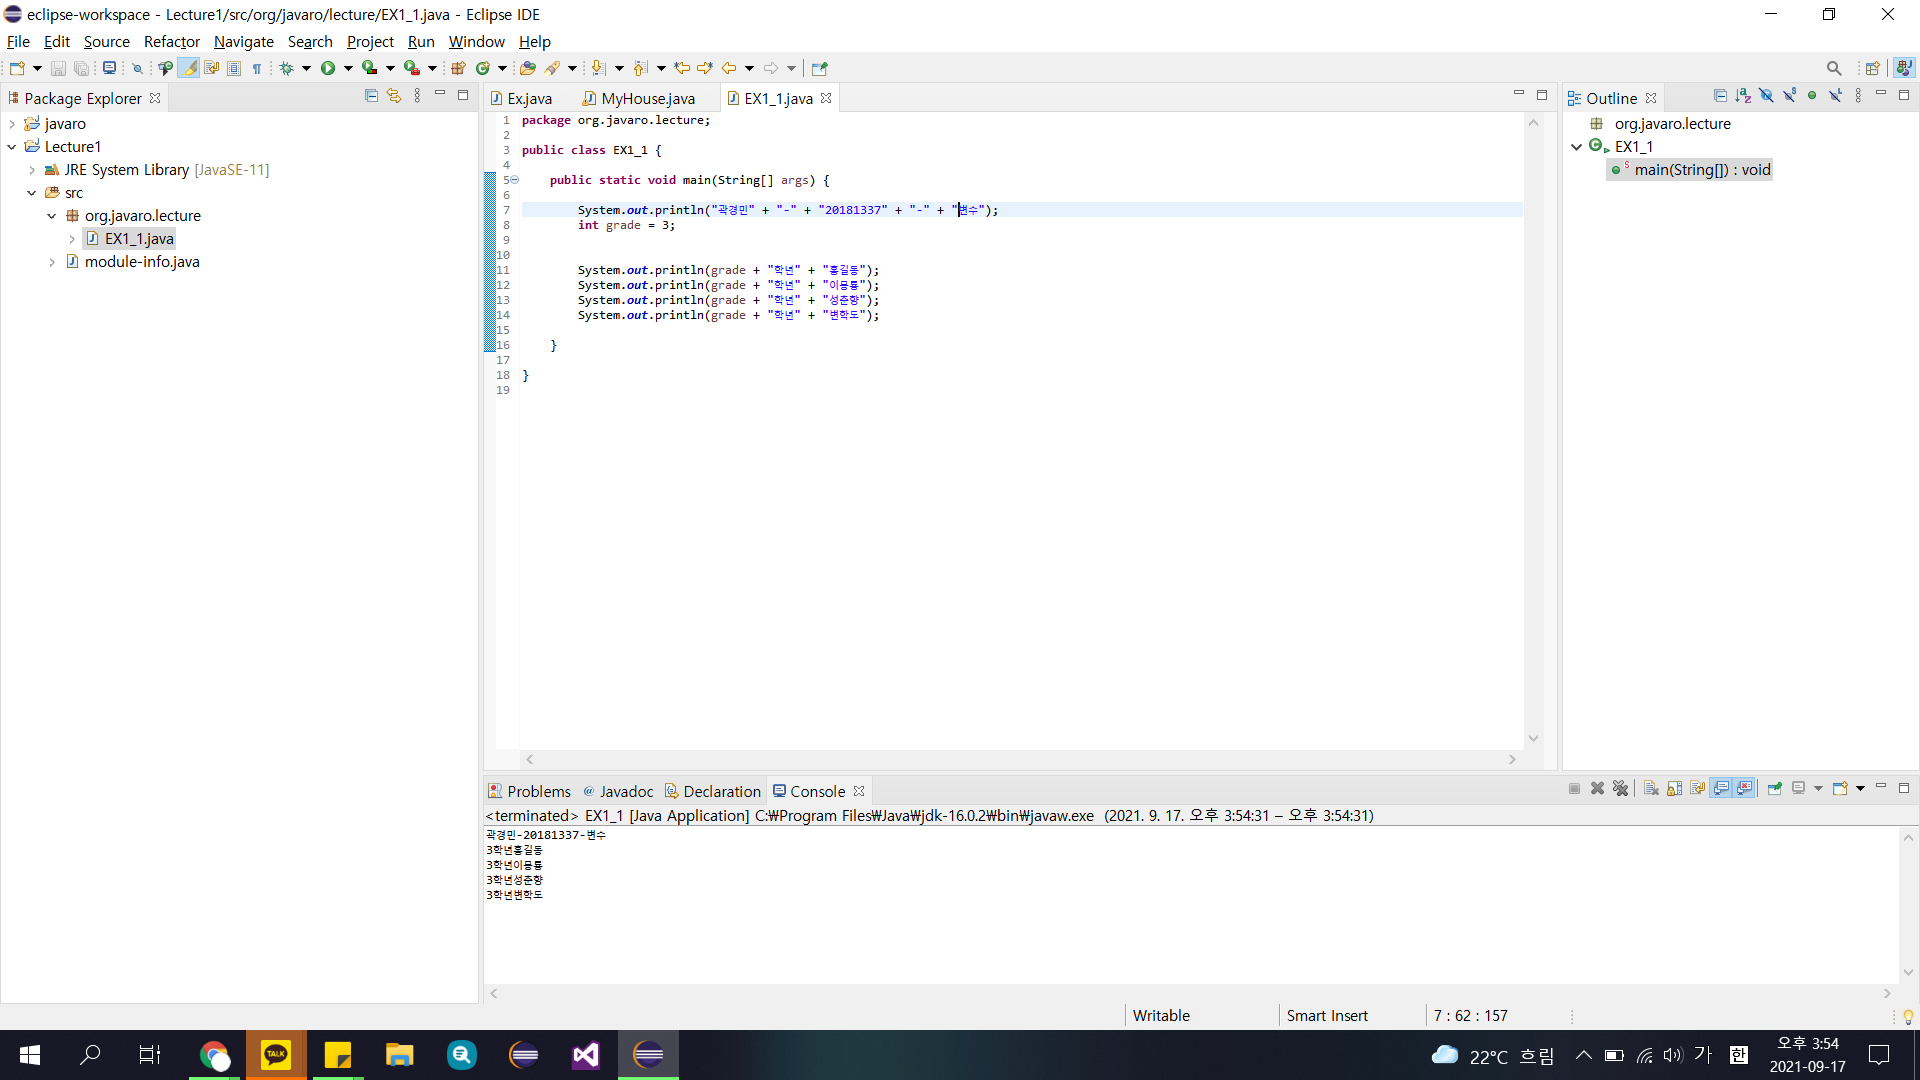 eclipse-workspace - Lecture1/src/org/javaro/lecture/EX1_1.java - Eclipse IDE
File Edit Source Refactor Navigate Search Project Run Window Help
Package Explorer
javaro
Lecture1
JRE System Library [JavaSE-11]
src
org.javaro.lecture
EX1_1.java
module-info.java
Ex.java MyHouse.java EX1_1.java
1 package org.javaro.lecture;
2
3 public class EX1_1 {
4
5 public static void main(String[] args) {
6
7 System.out.println("곽경민" + "-" + "20181337" + "-" + "변수");
8 int grade = 3;
9
10
11 System.out.println(grade + "학년" + "홍길동");
12 System.out.println(grade + "학년" + "이몽룡");
13 System.out.println(grade + "학년" + "성춘향");
14 System.out.println(grade + "학년" + "변학도");
15
16 }
17
18 }
19
Outline
org.javaro.lecture
EX1_1
main(String[]) : void
Problems @ Javadoc Declaration Console
<terminated> EX1_1 [Java Application] C:₩Program Files₩Java₩jdk-16.0.2₩bin₩javaw.exe (2021. 9. 17. 오후 3:54:31 – 오후 3:54:31)
곽경민-20181337-변수
3학년홍길동
3학년이몽룡
3학년성춘향
3학년변학도
Writable Smart Insert 7 : 62 : 157
TALK
22°C 흐림 가 한
오후 3:54
2021-09-17